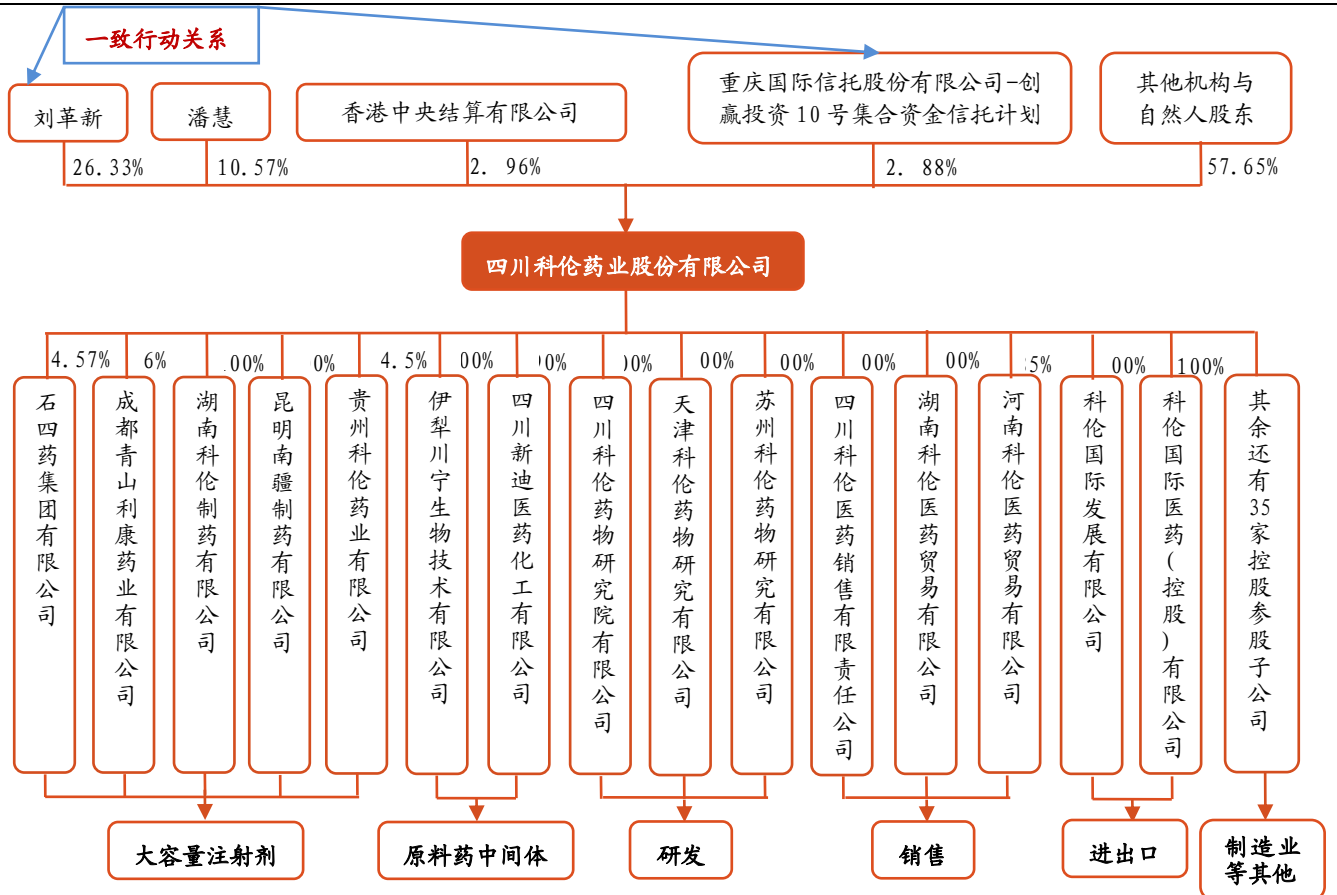 一致行动关系
刘革新
潘慧
香港中央结算有限公司
重庆国际信托股份有限公司-创
赢投资 10 号集合资金信托计划
其他机构与
自然人股东
26.33%
10.57%
2. 96%
2. 88%
57.65%
四川科伦药业股份有限公司
4.57%
6%
00%
0%
4.5%
00%
00%
00%
00%
00%
00%
00%
5%
00%
100%
石四药集团有限公司
成都青山利康药业有限公司
湖南科伦制药有限公司
昆明南疆制药有限公司
贵州科伦药业有限公司
伊犁川宁生物技术有限公司
四川新迪医药化工有限公司
四川科伦药物研究院有限公司
天津科伦药物研究有限公司
苏州科伦药物研究有限公司
四川科伦医药销售有限责任公司
湖南科伦医药贸易有限公司
河南科伦医药贸易有限公司
科伦国际发展有限公司
科伦国际医药(控股)有限公司
其余还有35家控股参股子公司
大容量注射剂
原料药中间体
研发
销售
进出口
制造业
等其他